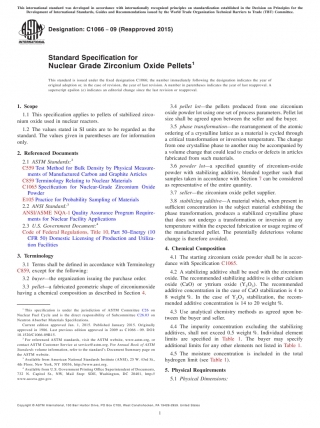 This international standard was developed in accordance with internationally recognized principles on standardization established in the Decision on Principles for the
Development of International Standards, Guides and Recommendations issued by the World Trade Organization Technical Barriers to Trade (TBT) Committee.
Designation: C1066 − 09 (Reapproved 2015)
INTERNATIONAL
Standard Specification for
Nuclear Grade Zirconium Oxide Pellets1
This standard is issued under the fixed designation C1066; the number immediately following the designation indicates the year of
original adoption or, in the case of revision, the year of last revision. A number in parentheses indicates the year of last reapproval. A
superscript epsilon (ε) indicates an editorial change since the last revision or reapproval.
1. Scope
1.1 This specification applies to pellets of stabilized zirco-
nium oxide used in nuclear reactors.
1.2 The values stated in SI units are to be regarded as the
standard. The values given in parentheses are for information
only.
2. Referenced Documents
2.1 ASTM Standards:2
C559 Test Method for Bulk Density by Physical Measure-
ments of Manufactured Carbon and Graphite Articles
C859 Terminology Relating to Nuclear Materials
C1065 Specification for Nuclear-Grade Zirconium Oxide
Powder
E105 Practice for Probability Sampling of Materials
2.2 ANSI Standard:3
ANSI/ASME NQA-1 Quality Assurance Program Require-
ments for Nuclear Facility Applications
2.3 U.S. Government Document:4
Code of Federal Regulations, Title 10, Part 50-Energy (10
CFR 50) Domestic Licensing of Production and Utiliza-
tion Facilities
3. Terminology
3.1 Terms shall be defined in accordance with Terminology
C859, except for the following:
3.2 buyer—the organization issuing the purchase order.
3.3 pellet—a fabricated geometric shape of microcrystals
having a chemical composition as described in Section 4.
1 This specification is under the jurisdiction of ASTM Committee C26 on
Nuclear Fuel Cycle and is the direct responsibility of Subcommittee C26.03 on
Neutron Absorber Materials Specifications.
Current edition approved Jan. 1, 2015. Published January 2015. Originally
approved in 1986. Last previous edition approved in 2009 as C1066 – 09. DOI:
10.1520/C1066-09R15.
2 For referenced ASTM standards, visit the ASTM website, www.astm.org, or
contact ASTM Customer Service at service@astm.org. For Annual Book of ASTM
Standards volume information, refer to the standard's Document Summary page on
the ASTM website.
3 Available from American National Standards Institute (ANSI), 25 W. 43rd St.,
4th Floor, New York, NY 10036, http://www.ansi.org.
4 Available from U.S. Government Printing Office Superintendent of Documents,
732 N. Capitol St., NW, Mail Stop: SDE, Washington, DC 20401, http://
www.access.gpo.gov.
3.4 pellet lot—the pellets produced from one zirconium
oxide powder lot using one set of process parameters. Pellet lot
size shall be agreed upon between the seller and the buyer.
3.5 phase transformation—the rearrangement of the atomic
ordering of a crystalline lattice as a material is cycled through
a critical transformation or inversion temperature. The change
from one crystalline phase to another may be accompanied by
a volume change that could lead to cracks or defects in articles
fabricated from such materials.
3.6 powder lot—a specified quantity of zirconium-oxide
powder with stabilizing additive, blended together such that
samples taken in accordance with Section 7 can be considered
as representative of the entire quantity.
3.7 seller—the zirconium oxide pellet supplier.
3.8 stabilizing additive—A material which, when present in
sufficient concentration in the subject material exhibiting the
phase transformation, produces a stabilized crystalline phase
that does not undergo a transformation or inversion at any
temperature within the expected fabrication or usage regime of
the manufactured pellet. The potentially deleterious volume
change is therefore avoided.
4. Chemical Composition
4.1 The starting zirconium oxide powder shall be in accor-
dance with Specification C1065.
4.2 A stabilizing additive shall be used with the zirconium
oxide. The recommended stabilizing additive is either calcium
oxide (CaO) or yttrium oxide (Y2O3). The recommended
additive concentration in the case of CaO stabilization is 4 to
8 weight %. In the case of Y2O3 stabilization, the recom-
mended additive concentration is 14 to 20 weight %.
4.3 Use analytical chemistry methods as agreed upon be-
tween the buyer and seller.
4.4 The impurity concentration excluding the stabilizing
additives, shall not exceed 0.5 weight %. Individual element
limits are specified in Table 1. The buyer may specify
additional limits for any other elements not listed in Table 1.
4.5 The moisture concentration is included in the total
hydrogen limit (see Table 1).
5. Physical Requirements
5.1 Physical Dimensions:
Copyright © ASTM International, 100 Barr Harbor Drive, PO Box C700, West Conshohocken, PA 19428-2959. United States
1